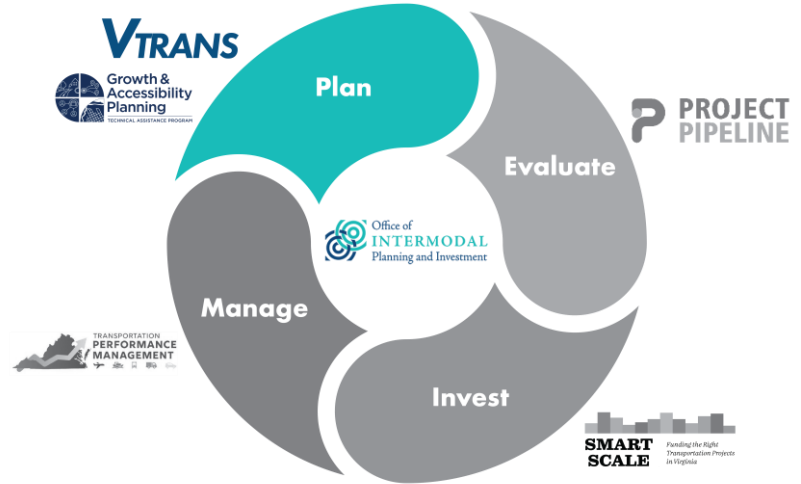 VTRANS
Growth &
Accessibility
Planning
TECHNICAL ASSISTANCE PROGRAM
Plan
PROJECT
PIPELINE
Evaluate
Office of
INTERMODAL
Planning and Investment
Manage
TRANSPORTATION
PERFORMANCE
MANAGEMENT
Invest
SMART
SCALE
Funding the Right
Transportation Projects
in Virginia